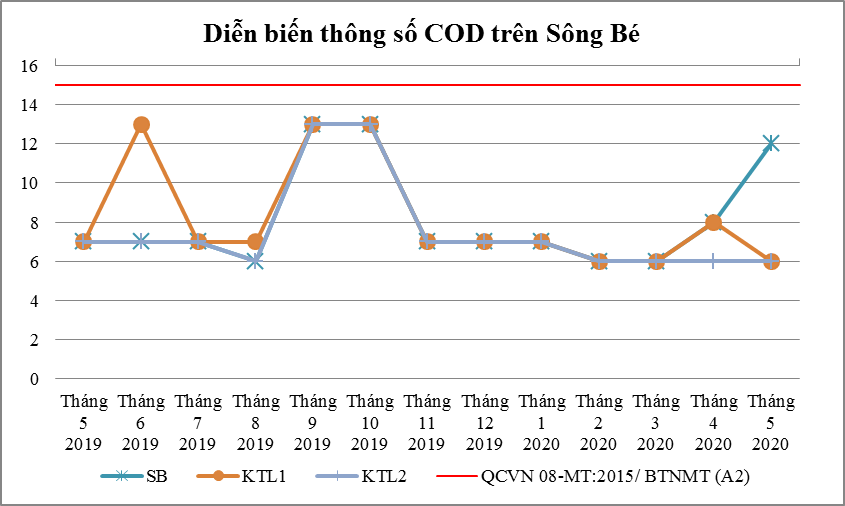 Diễn biến thông số COD trên Sông Bé
16
14
12
10
8
6
4
2
0
Tháng 5 2019
Tháng 6 2019
Tháng 7 2019
Tháng 8 2019
Tháng 9 2019
Tháng 10 2019
Tháng 11 2019
Tháng 12 2019
Tháng 1 2020
Tháng 2 2020
Tháng 3 2020
Tháng 4 2020
Tháng 5 2020
SB KTL1 KTL2 QCVN 08-MT:2015/ BTNMT (A2)